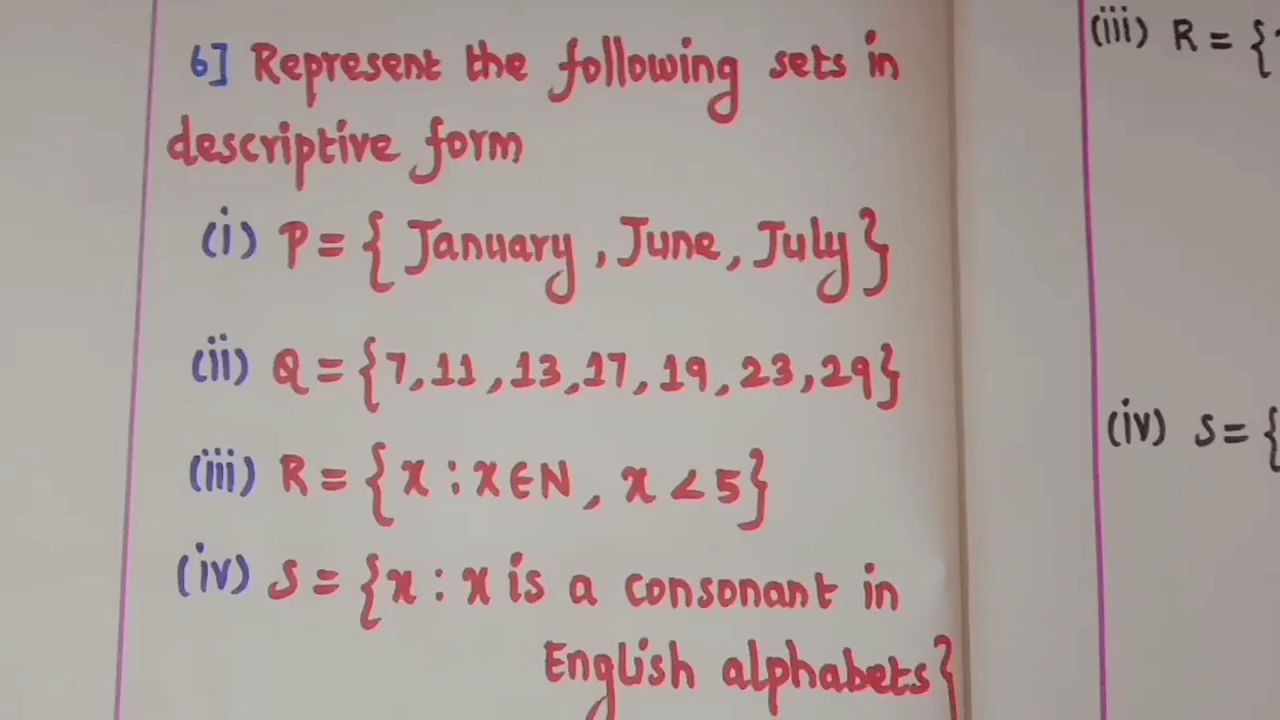 6] Represent the following sets in
descriptive form
(i) P = { January, June, July }
(ii) Q = {7, 11, 13, 17, 19, 23, 29}
(iii) R = {x : x ∈ N, x < 5}
(iv) S = {x : x is a consonant in
English alphabets}
(iii) R = {
(iv) S = {